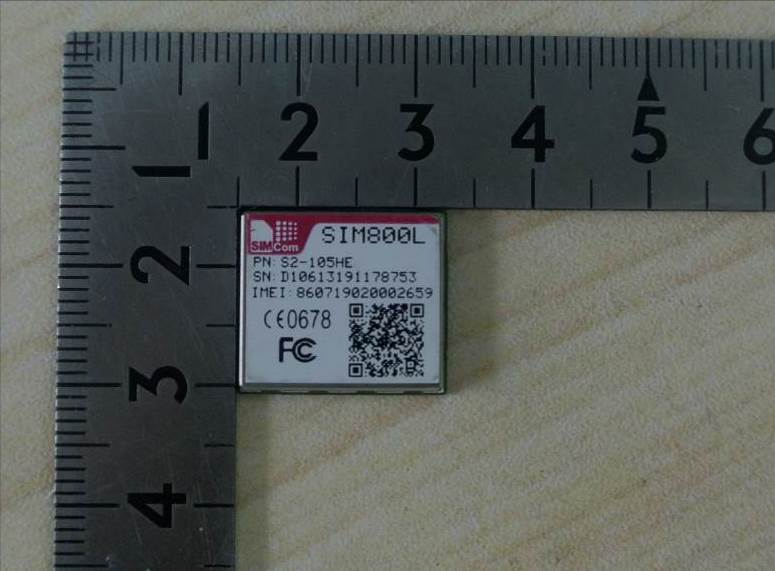 1 2 3 4 5 6
1
2
3
4
SIMCom
SIM800L
PN: S2-105HE
SN: D10613191178753
IMEI: 860719020002659
CE0678
FC